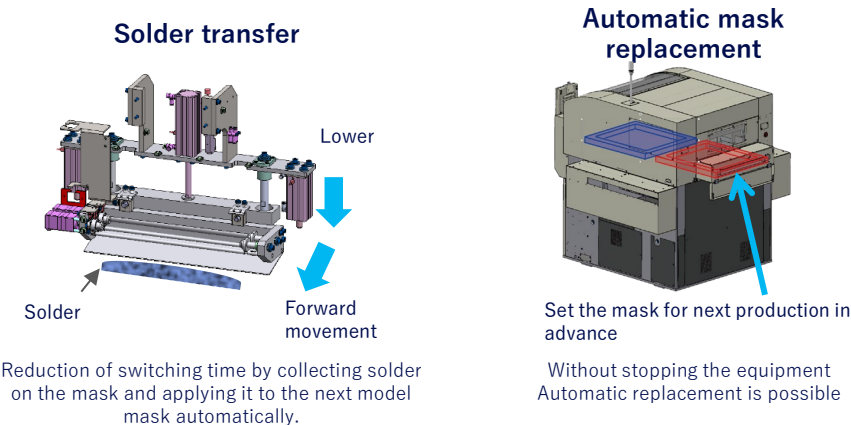 Solder transfer
Lower
Solder
Forward
movement
Reduction of switching time by collecting solder
on the mask and applying it to the next model
mask automatically.
Automatic mask
replacement
Set the mask for next production in
advance
Without stopping the equipment
Automatic replacement is possible